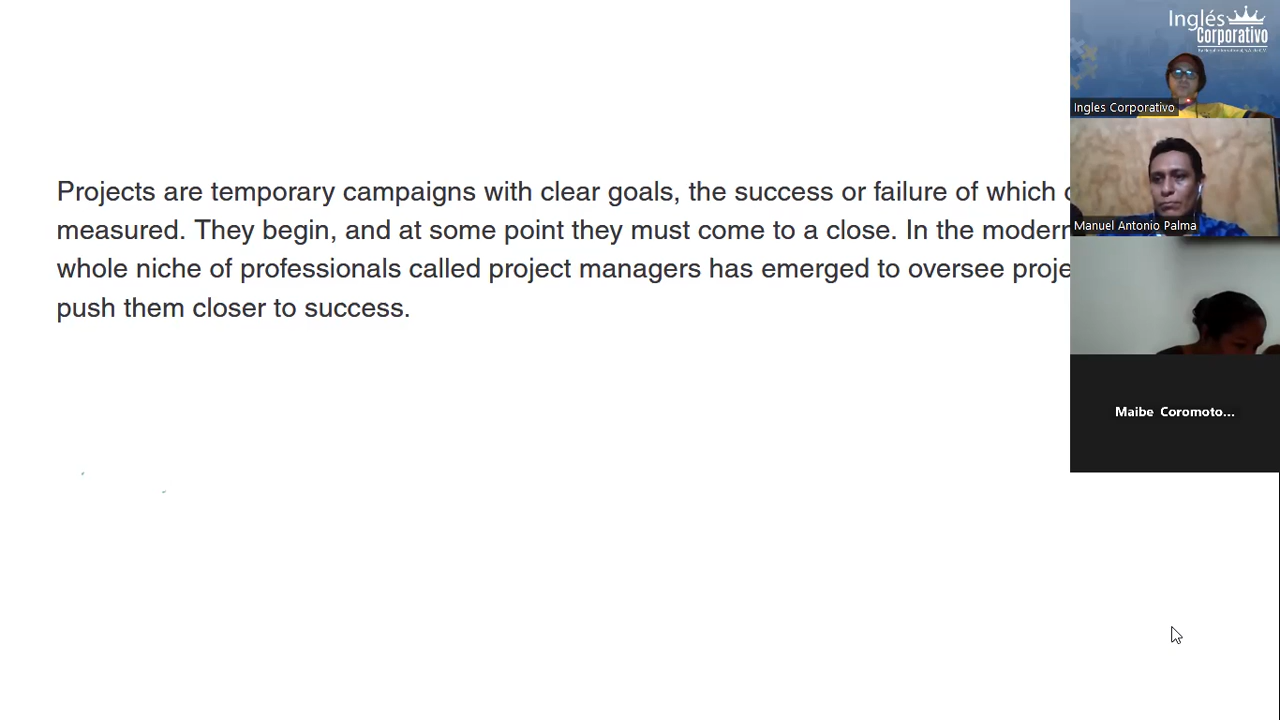 Projects are temporary campaigns with clear goals, the success or failure of which
measured. They begin, and at some point they must come to a close. In the modern
whole niche of professionals called project managers has emerged to oversee
push them closer to success.
Inglés
Corporativo
Ingles Corporativo
Manuel Antonio Palma
Maibe Coromoto...